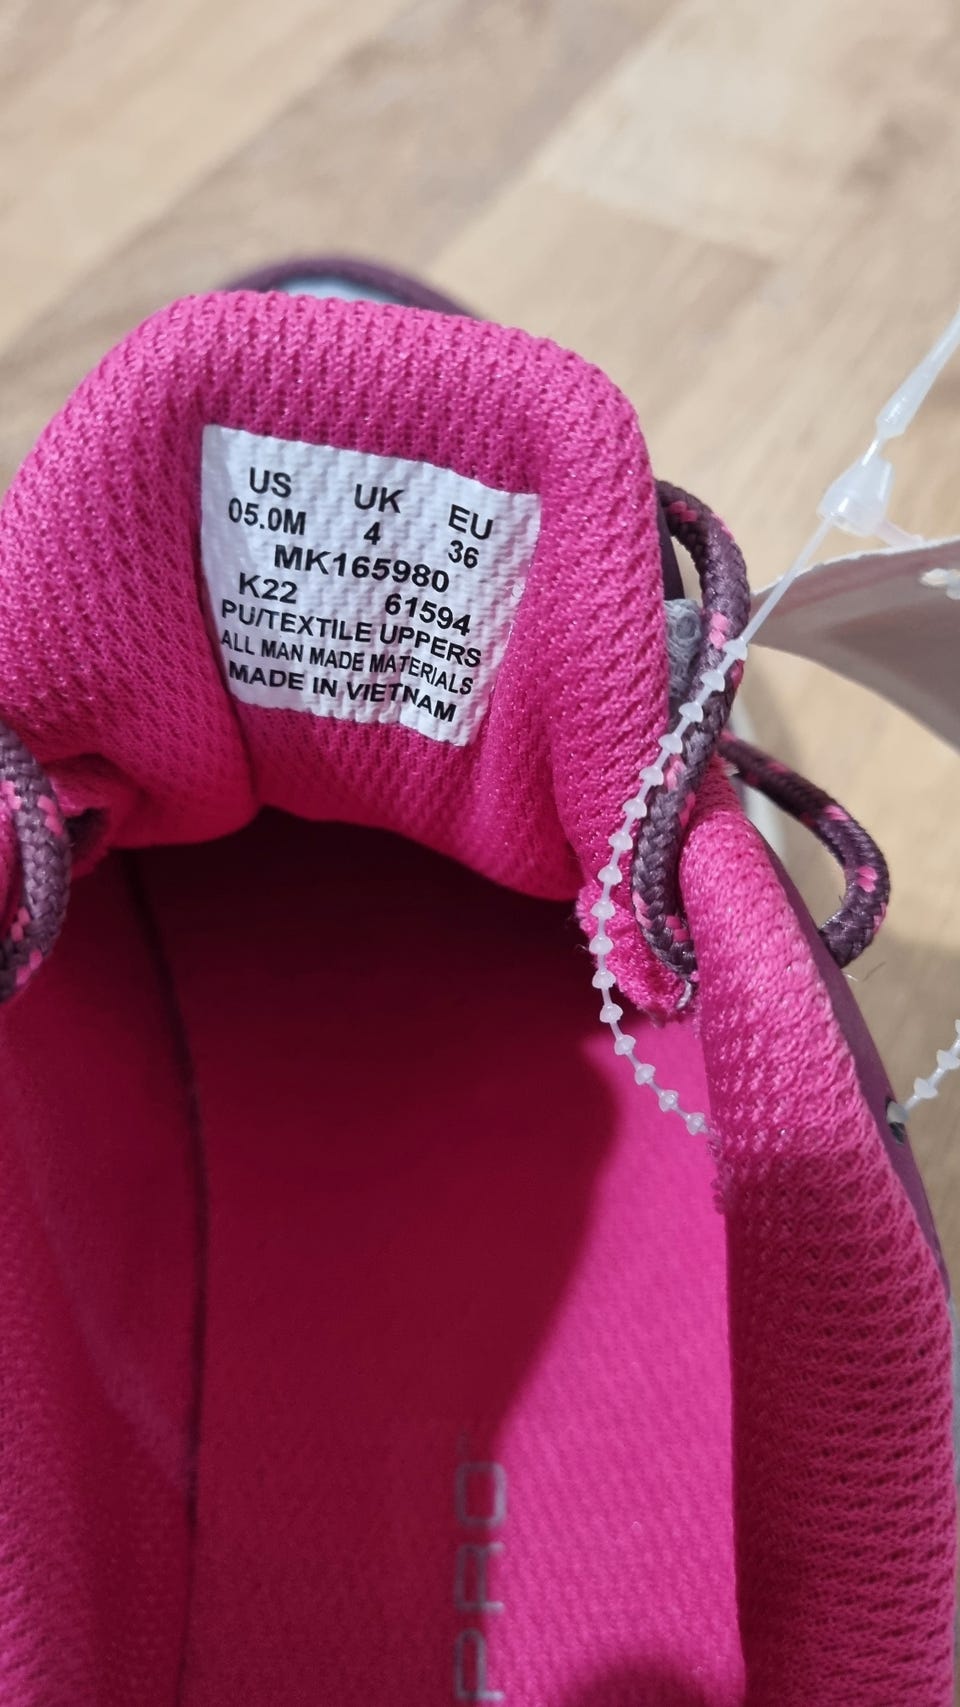 US UK EU
05.0M 4 36
MK165980
K22 61594
PU/TEXTILE UPPERS
ALL MAN MADE MATERIALS
MADE IN VIETNAM
PRO